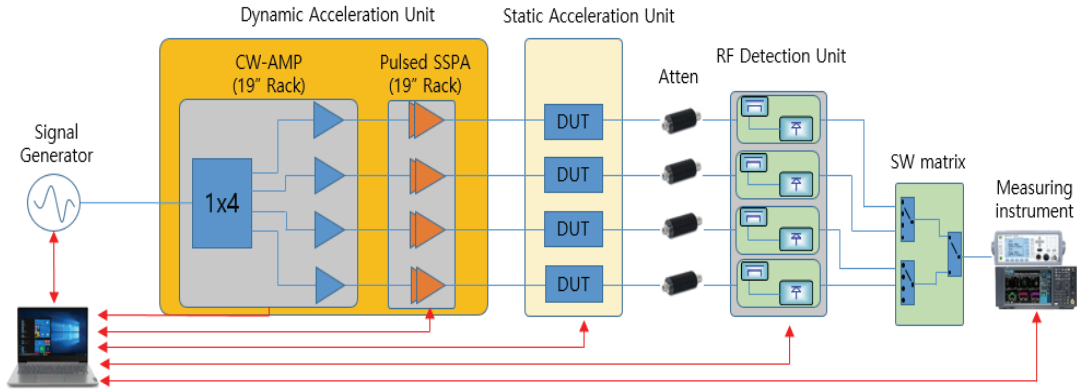 Dynamic Acceleration Unit
Static Acceleration Unit
CW-AMP
(19” Rack)
Pulsed SSPA
(19” Rack)
Atten
RF Detection Unit
Signal
Generator
1x4
DUT
DUT
DUT
DUT
SW matrix
Measuring
instrument